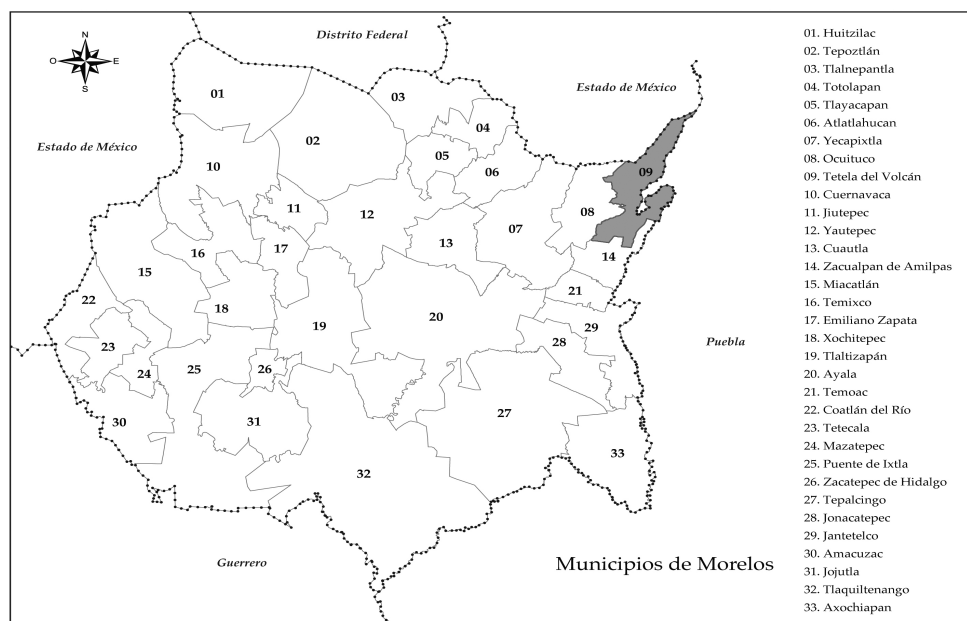 Distrito Federal
N
O E
S
Estado de México
Estado de México
Puebla
Guerrero
01
02
03
04
05
06
07
08
09
10
11
12
13
14
15
16
17
18
19
20
21
22
23
24
25
26
27
28
29
30
31
32
33
Municipios de Morelos
01. Huitzilac
02. Tepoztlán
03. Tlalnepantla
04. Totolapan
05. Tlayacapan
06. Atlatlahucan
07. Yecapixtla
08. Ocuituco
09. Tetela del Volcán
10. Cuernavaca
11. Jiutepec
12. Yautepec
13. Cuautla
14. Zacualpan de Amilpas
15. Miacatlán
16. Temixco
17. Emiliano Zapata
18. Xochitepec
19. Tlaltizapán
20. Ayala
21. Temoac
22. Coatlán del Río
23. Tetecala
24. Mazatepec
25. Puente de Ixtla
26. Zacatepec de Hidalgo
27. Tepalcingo
28. Jonacatepec
29. Jantetelco
30. Amacuzac
31. Jojutla
32. Tlaquiltenango
33. Axochiapan